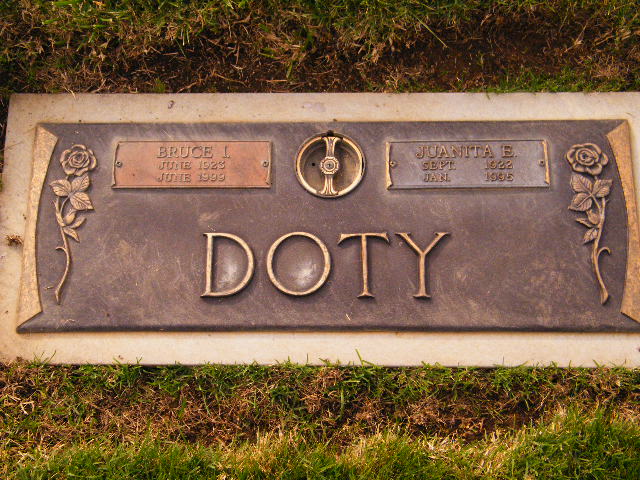 BRUCE I.
JUNE 1923
JUNE 1999
JUANITA E.
SEPT. 1922
JAN. 1995
DOTY